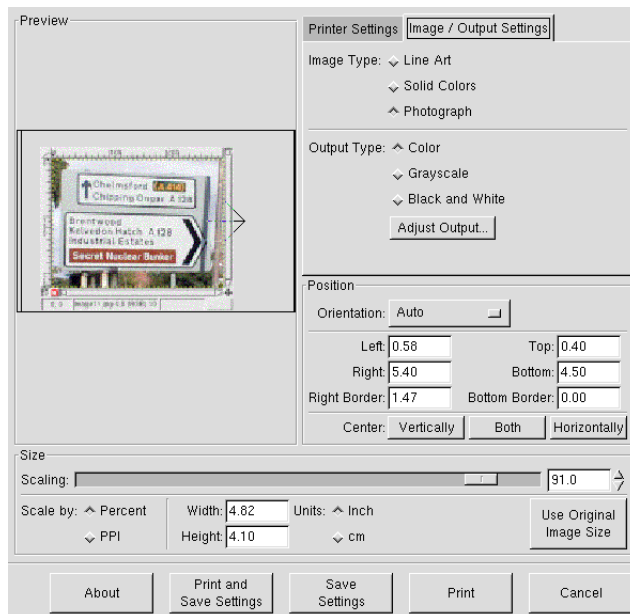 Preview
Printer Settings
Image / Output Settings
Image Type:
Line Art
Solid Colors
Photograph
Output Type:
Color
Grayscale
Black and White
Adjust Output...
Chelmsford A 414
Chipping Ongar A 128
Brentwood
Kelvedon Hatch A 128
Industrial Estates
Secret Nuclear Bunker
Position
Orientation: Auto
Left: 0.58 Top: 0.40
Right: 5.40 Bottom: 4.50
Right Border: 1.47 Bottom Border: 0.00
Center: Vertically Both Horizontally
Size
Scaling: 91.0
Scale by: Percent
PPI
Width: 4.82
Height: 4.10
Units: Inch
cm
Use Original
Image Size
About
Print and
Save Settings
Save
Settings
Print
Cancel